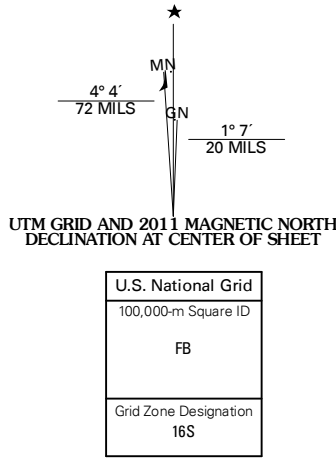 MN
GN
4° 4´
72 MILS
1° 7´
20 MILS
UTM GRID AND 2011 MAGNETIC NORTH
DECLINATION AT CENTER OF SHEET
U.S. National Grid
100,000-m Square ID
FB
Grid Zone Designation
16S